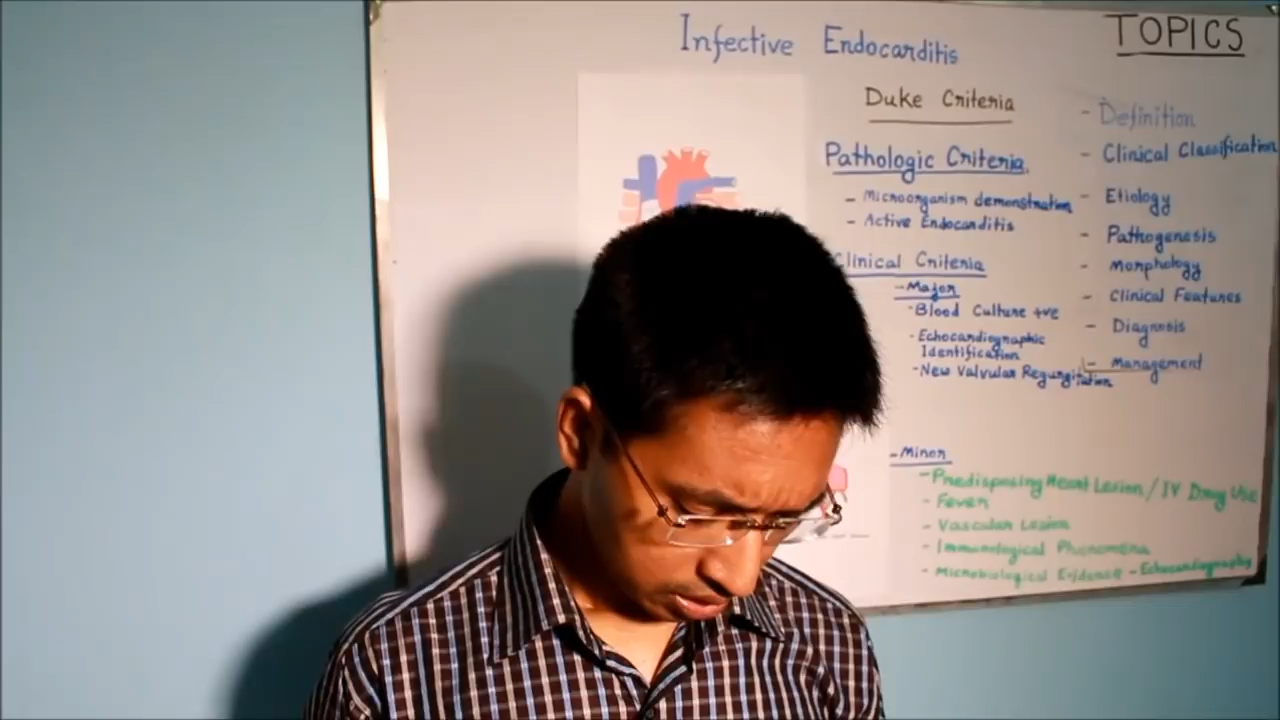 Infective Endocarditis
TOPICS
Duke Criteria
Pathologic Criteria
- Microorganism demonstration
- Active Endocarditis
Clinical Criteria
- Major
- Blood Culture +ve
- Echocardiographic
Identification
- New Valvular Regurgitation
- Minor
- Predisposing Heart Lesion / IV Drug Use
- Fever
- Vascular Lesion
- Immunological Phenomena
- Microbiological Evidence - Echocardiography
- Definition
- Clinical Classification
- Etiology
- Pathogenesis
- Morphology
- Clinical Features
- Diagnosis
- Management